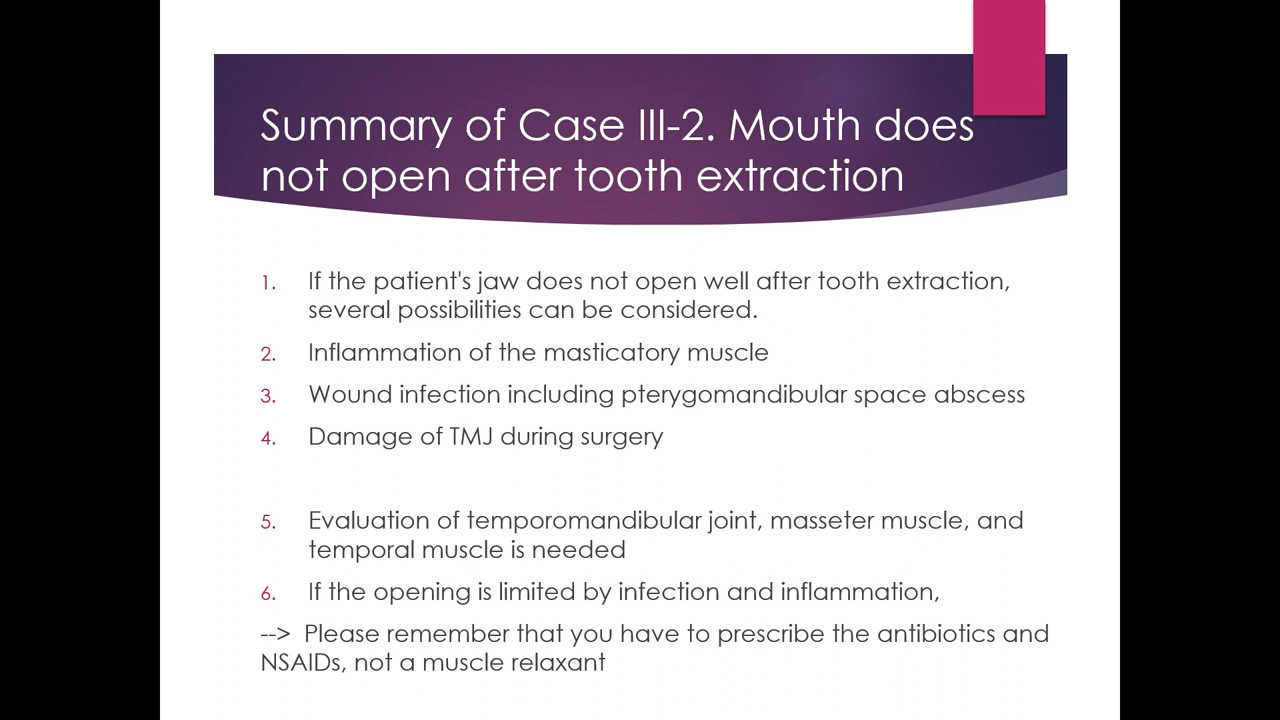 Summary of Case III-2. Mouth does
not open after tooth extraction
1. If the patient's jaw does not open well after tooth extraction,
several possibilities can be considered.
2. Inflammation of the masticatory muscle
3. Wound infection including pterygomandibular space abscess
4. Damage of TMJ during surgery
5. Evaluation of temporomandibular joint, masseter muscle, and
temporal muscle is needed
6. If the opening is limited by infection and inflammation,
--> Please remember that you have to prescribe the antibiotics and
NSAIDs, not a muscle relaxant